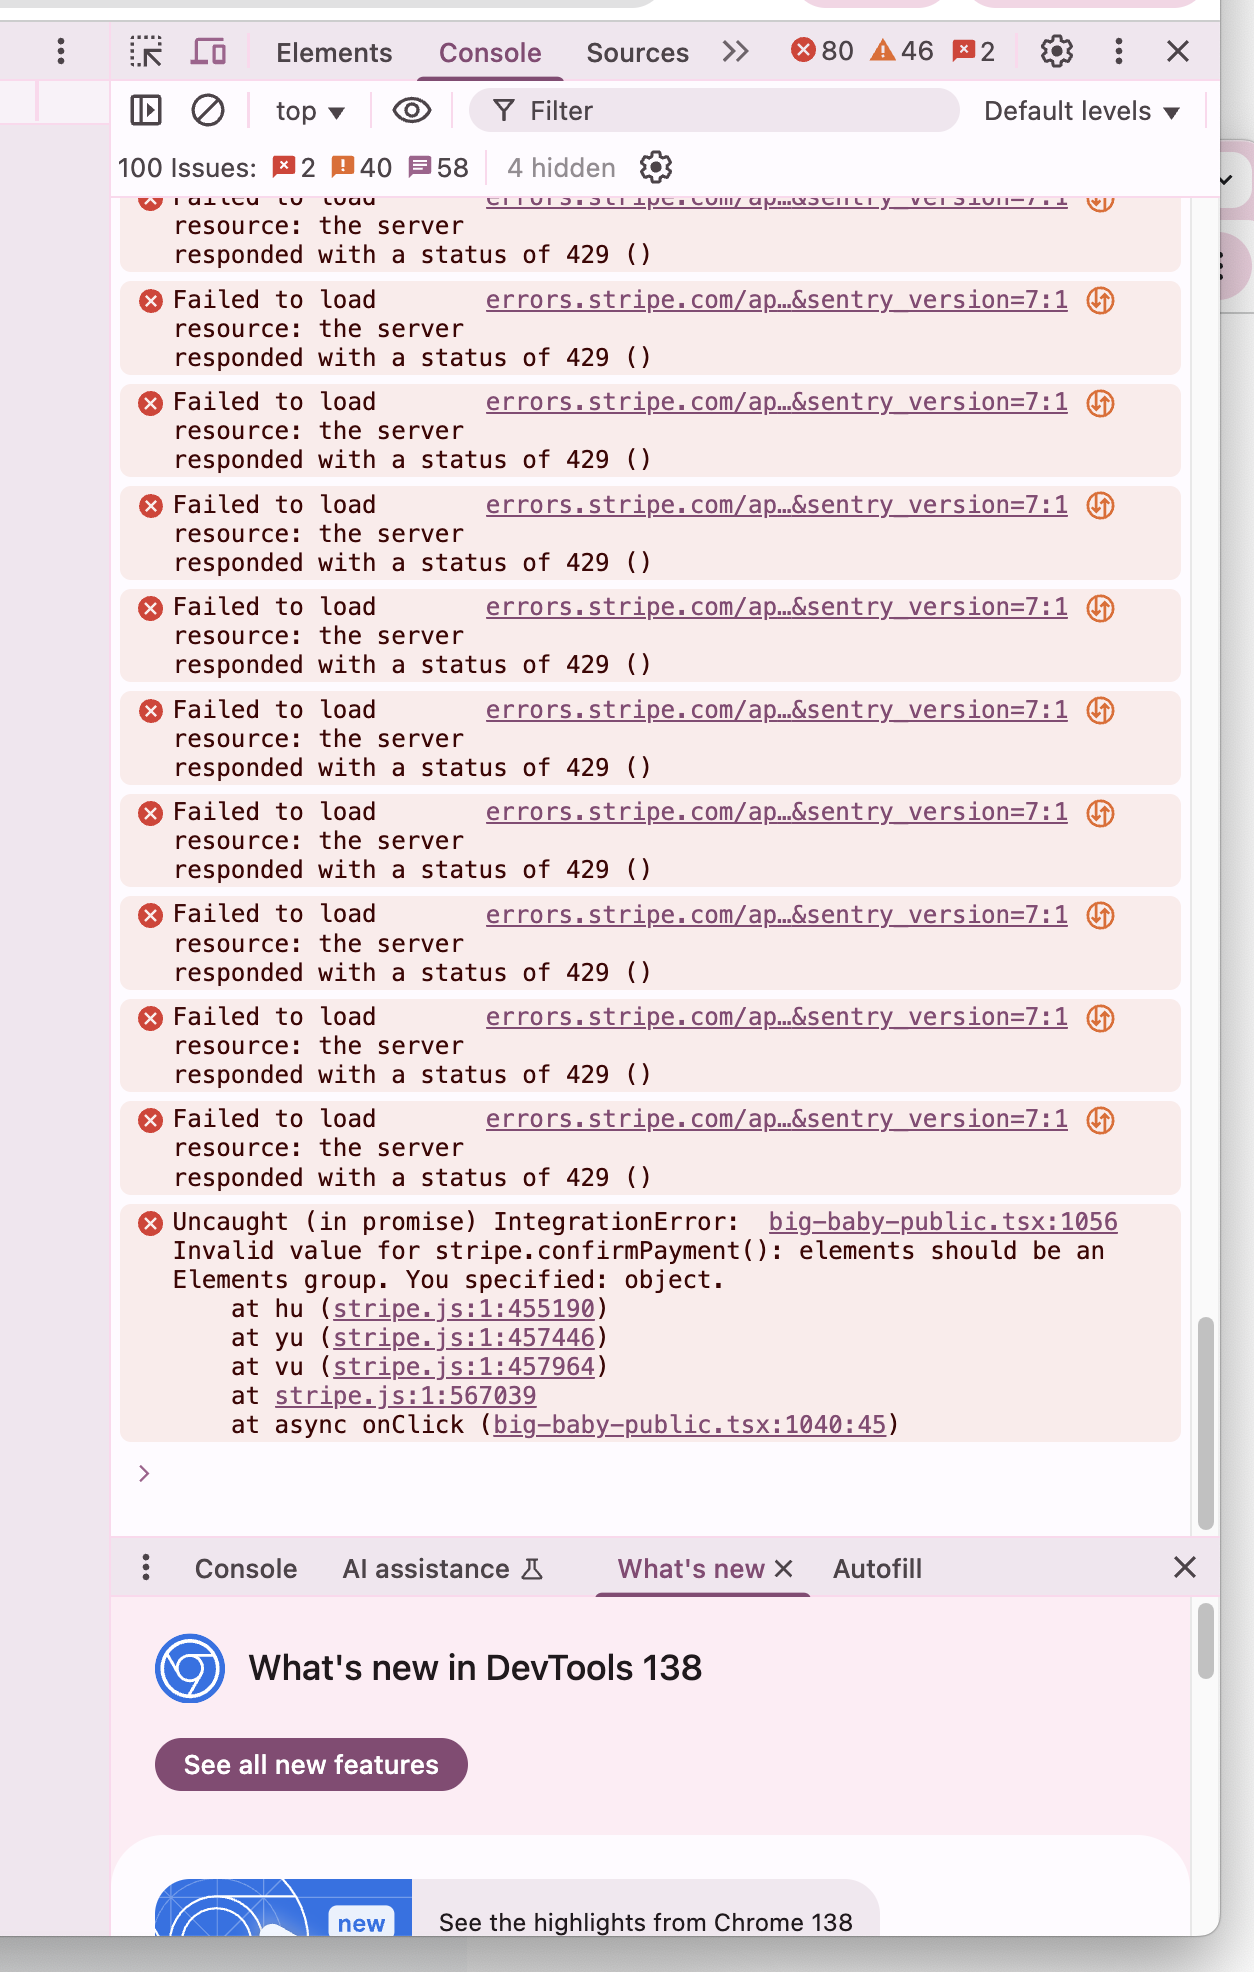 Elements Console Sources 80 46 2
top Filter Default levels
100 Issues: 2 40 58 4 hidden
Failed to load errors.stripe.com/ap…&sentry_version=7:1
resource: the server
responded with a status of 429 ()
Failed to load errors.stripe.com/ap…&sentry_version=7:1
resource: the server
responded with a status of 429 ()
Failed to load errors.stripe.com/ap…&sentry_version=7:1
resource: the server
responded with a status of 429 ()
Failed to load errors.stripe.com/ap…&sentry_version=7:1
resource: the server
responded with a status of 429 ()
Failed to load errors.stripe.com/ap…&sentry_version=7:1
resource: the server
responded with a status of 429 ()
Failed to load errors.stripe.com/ap…&sentry_version=7:1
resource: the server
responded with a status of 429 ()
Failed to load errors.stripe.com/ap…&sentry_version=7:1
resource: the server
responded with a status of 429 ()
Failed to load errors.stripe.com/ap…&sentry_version=7:1
resource: the server
responded with a status of 429 ()
Failed to load errors.stripe.com/ap…&sentry_version=7:1
resource: the server
responded with a status of 429 ()
Failed to load errors.stripe.com/ap…&sentry_version=7:1
resource: the server
responded with a status of 429 ()
Uncaught (in promise) IntegrationError: big-baby-public.tsx:1056
Invalid value for stripe.confirmPayment(): elements should be an
Elements group. You specified: object.
at hu (stripe.js:1:455190)
at yu (stripe.js:1:457446)
at vu (stripe.js:1:457964)
at stripe.js:1:567039
at async onClick (big-baby-public.tsx:1040:45)
Console AI assistance What's new Autofill
What's new in DevTools 138
See all new features
new See the highlights from Chrome 138